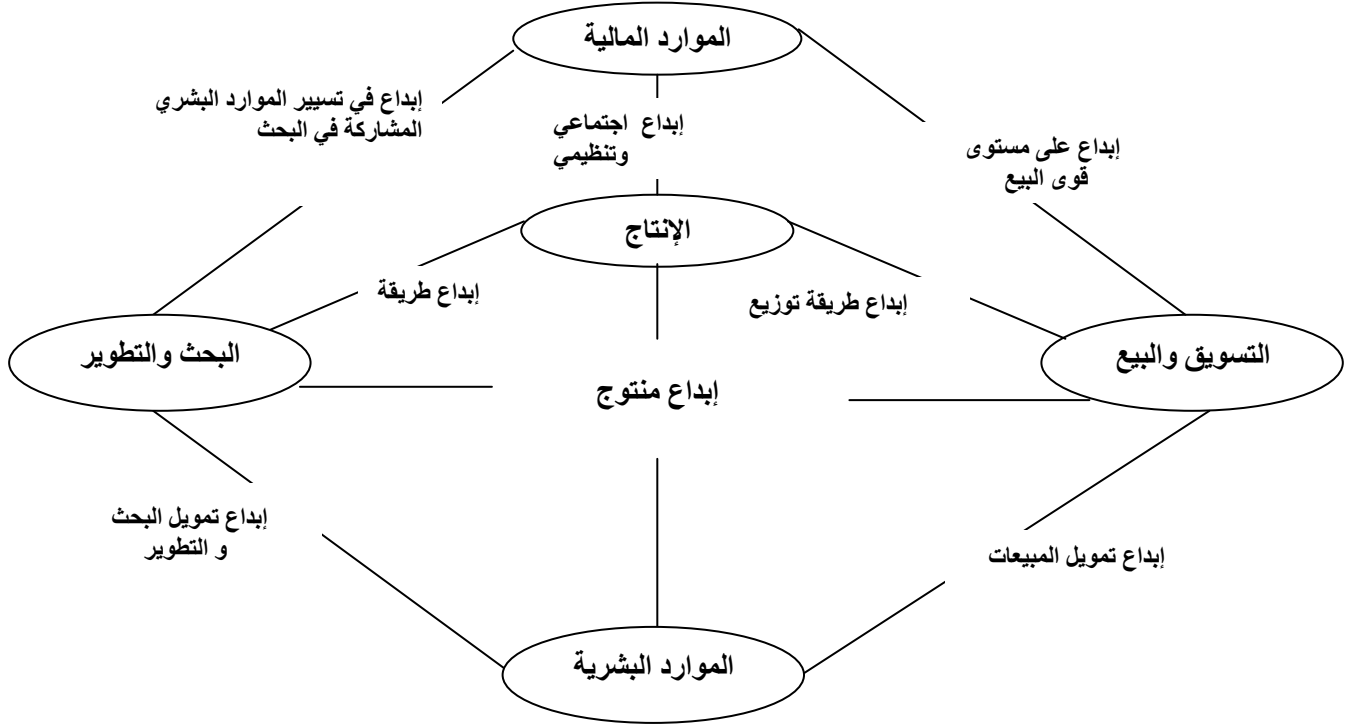 الموارد المالية
إبداع في تسيير الموارد البشري
المشاركة في البحث
إبداع اجتماعي
وتنظيمي
إبداع على مستوى
قوى البيع
الإنتاج
إبداع طريقة
إبداع طريقة توزيع
البحث والتطوير
التسويق والبيع
إبداع منتوج
إبداع تمويل البحث
و التطوير
إبداع تمويل المبيعات
الموارد البشرية